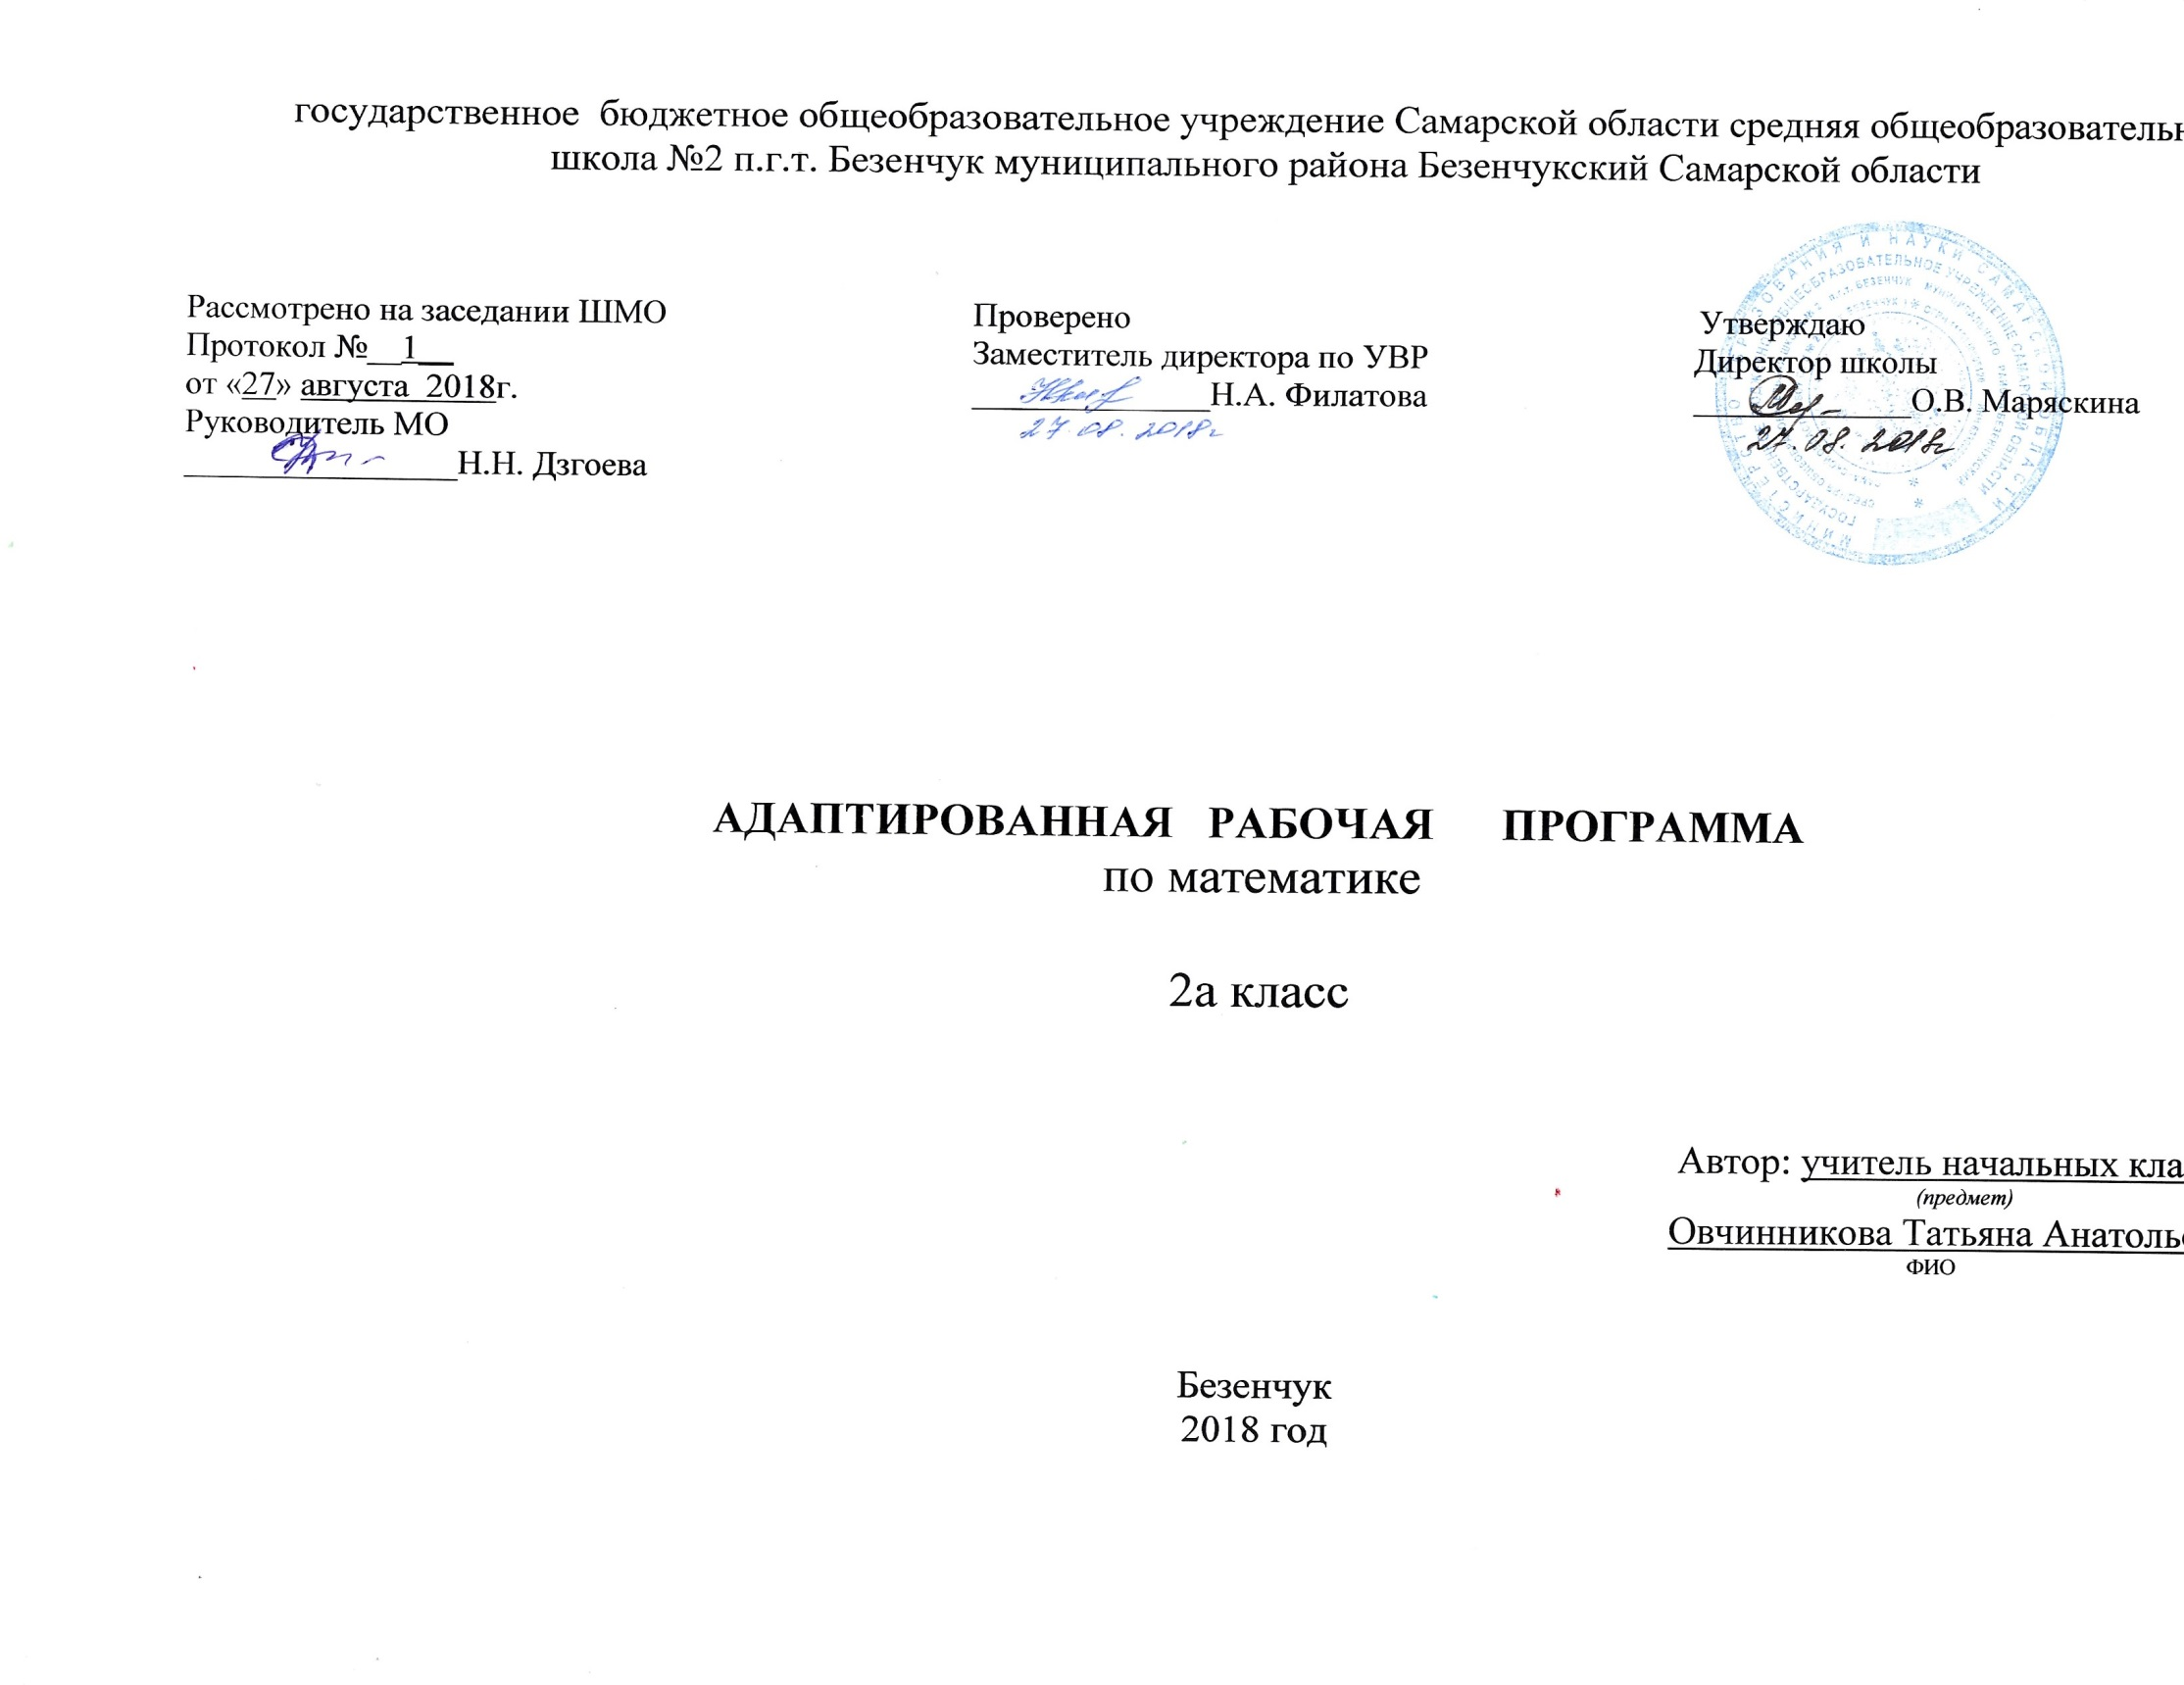 государственное бюджетное общеобразовательное учреждение Самарской области средняя общеобразовательн
школа №2 п.г.т. Безенчук муниципального района Безенчукский Самарской области
Рассмотрено на заседании ШМО
Протокол №__1__
от «27» августа 2018г.
Руководитель МО
Н.Н. Дзгоева
Проверено
Заместитель директора по УВР
Н.А. Филатова
27.08.2018г
Утверждаю
Директор школы
О.В. Маряскина
27.08.2018г
АДАПТИРОВАННАЯ РАБОЧАЯ ПРОГРАММА
по математике
2а класс
Автор: учитель начальных кла
(предмет)
Овчинникова Татьяна Анатоль
ФИО
Безенчук
2018 год